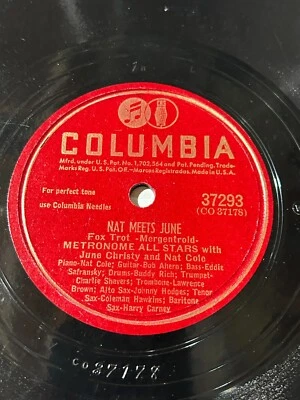 COLUMBIA
Mfrd. under U.S. Pat. No. 1,702,564 and Pat. Pending. Trade-
Marks Reg. U.S. Pat. Off.-Marcas Registradas. Made in U.S.A.
For perfect tone
use Columbia Needles
37293
(CO 37178)
NAT MEETS JUNE
Fox Trot -Mergentroid-
METRONOME ALL STARS with
June Christy and Nat Cole
Piano-Nat Cole; Guitar-Bob Ahern; Bass-Eddie
Safransky; Drums-Buddy Rich; Trumpet-
Charlie Shavers; Trombone-Lawrence
Brown; Alto Sax-Johnny Hodges; Tenor
Sax-Coleman Hawkins; Baritone
Sax-Harry Carney.
CO37178